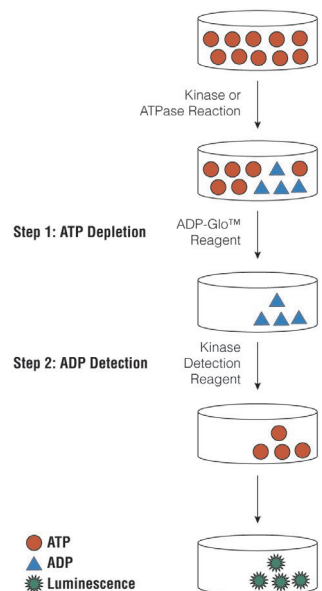 Kinase or
ATPase Reaction
Step 1: ATP Depletion
ADP-Glo™
Reagent
Step 2: ADP Detection
Kinase
Detection
Reagent
ATP
ADP
Luminescence